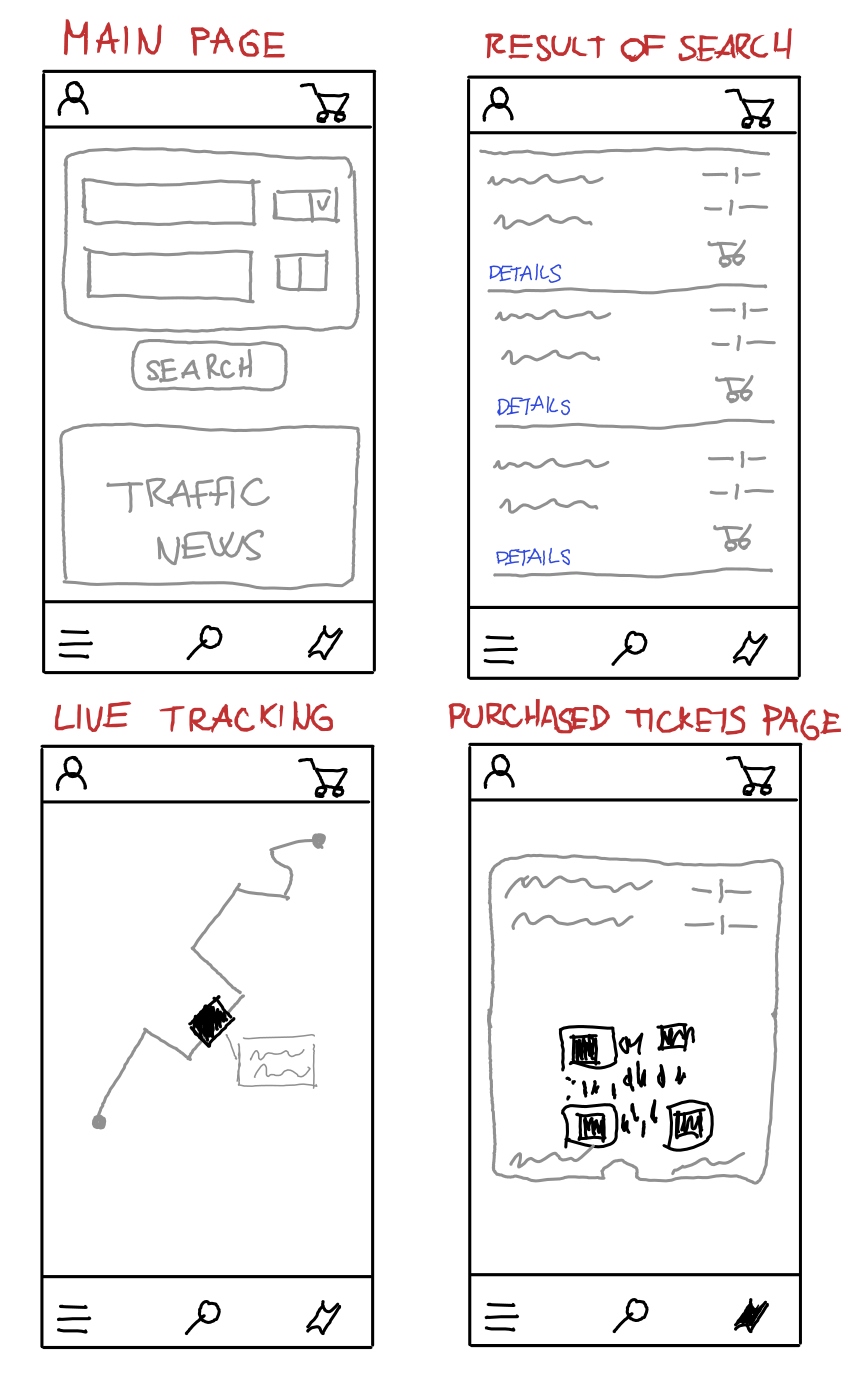 MAIN PAGE
SEARCH
TRAFFIC
NEWS
RESULT OF SEARCH
DETAILS
DETAILS
DETAILS
LIVE TRACKING
PURCHASED TICKETS PAGE